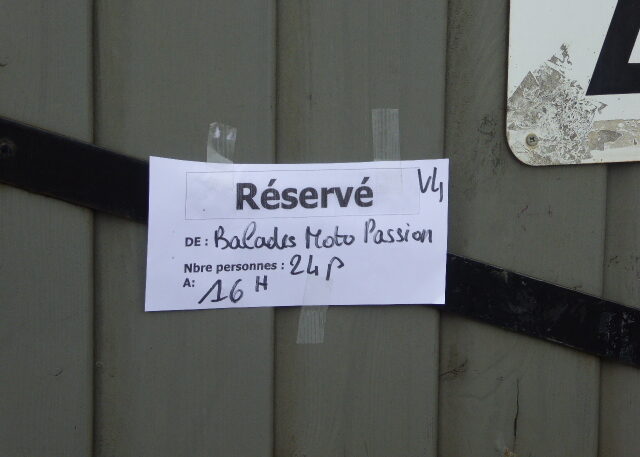 Réservé V4
DE : Balades Moto Passion
Nbre personnes : 24 p
A: 16 H